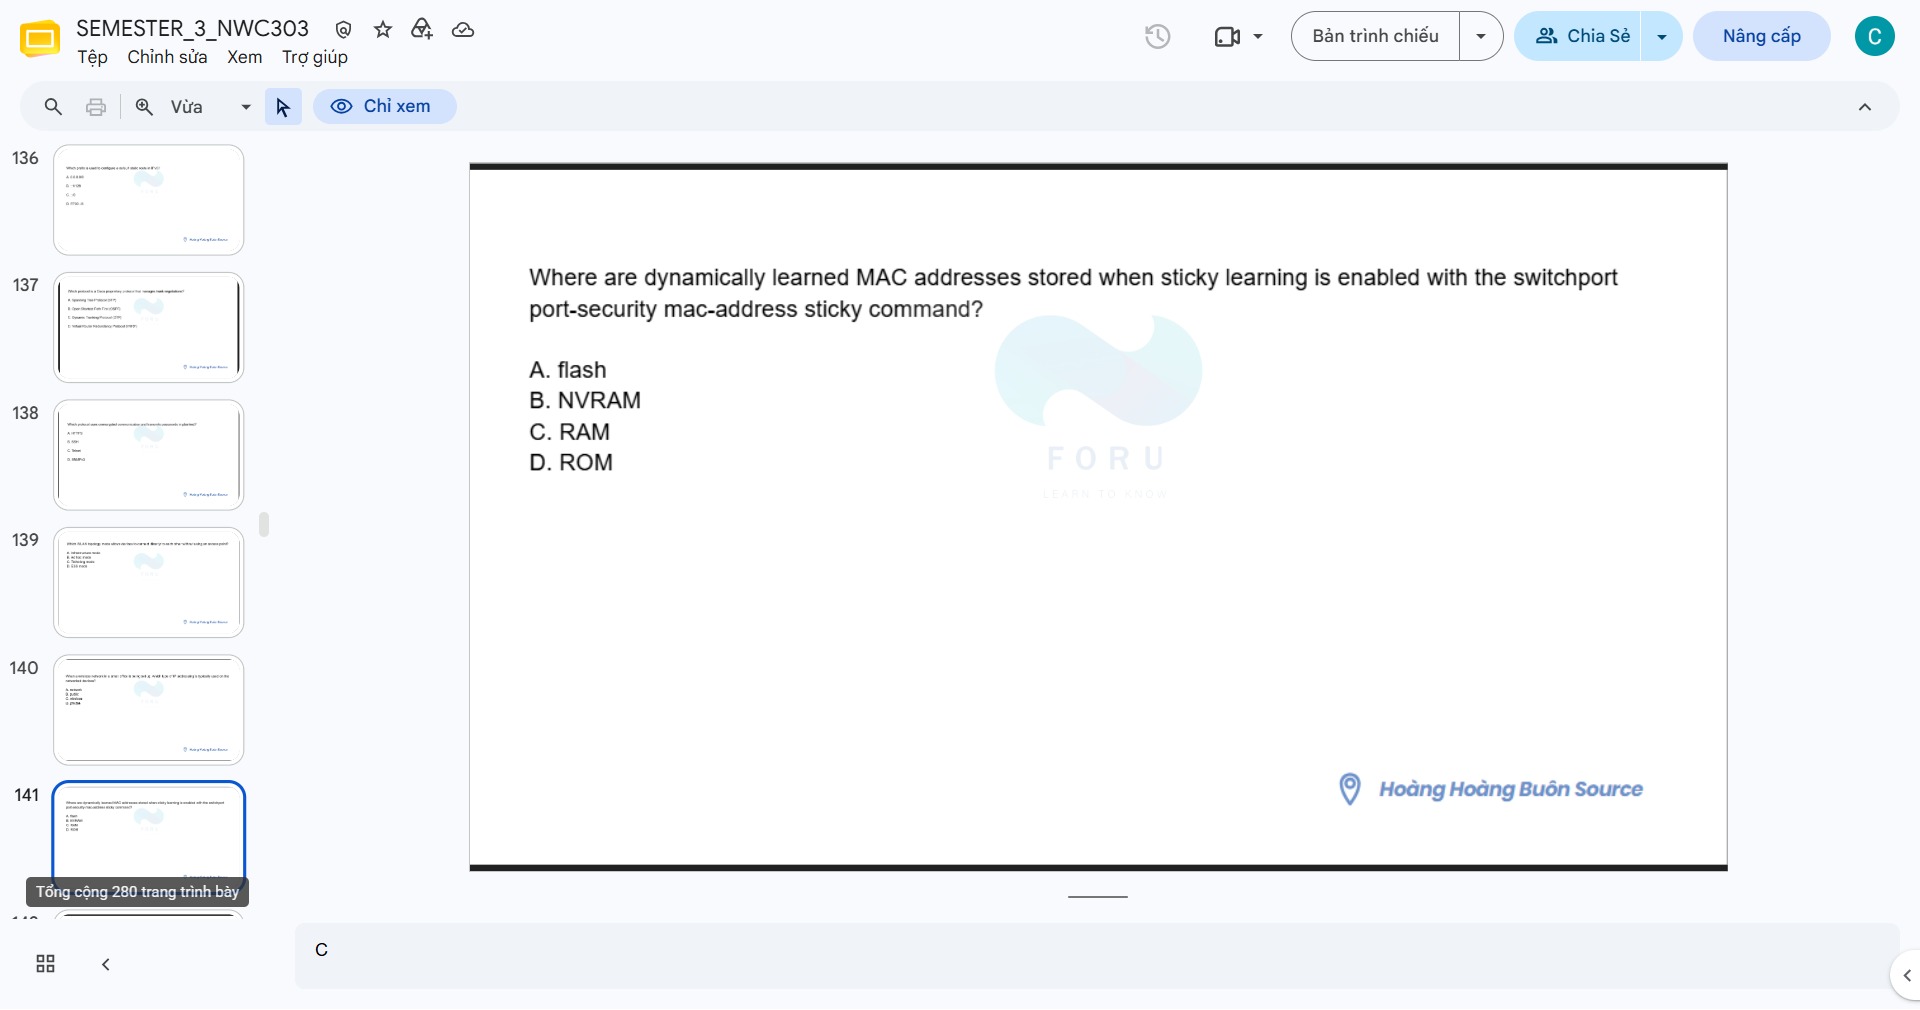 SEMESTER_3_NWC303
Tệp Chỉnh sửa Xem Trợ giúp
Bản trình chiếu
Chia Sẻ
Nâng cấp
C
Vừa
Chỉ xem
136
137
138
139
140
141
Tổng cộng 280 trang trình bày
Where are dynamically learned MAC addresses stored when sticky learning is enabled with the switchport
port-security mac-address sticky command?
A. flash
B. NVRAM
C. RAM
D. ROM
FORU
LEARN TO KNOW
Hoàng Hoàng Buôn Source
C